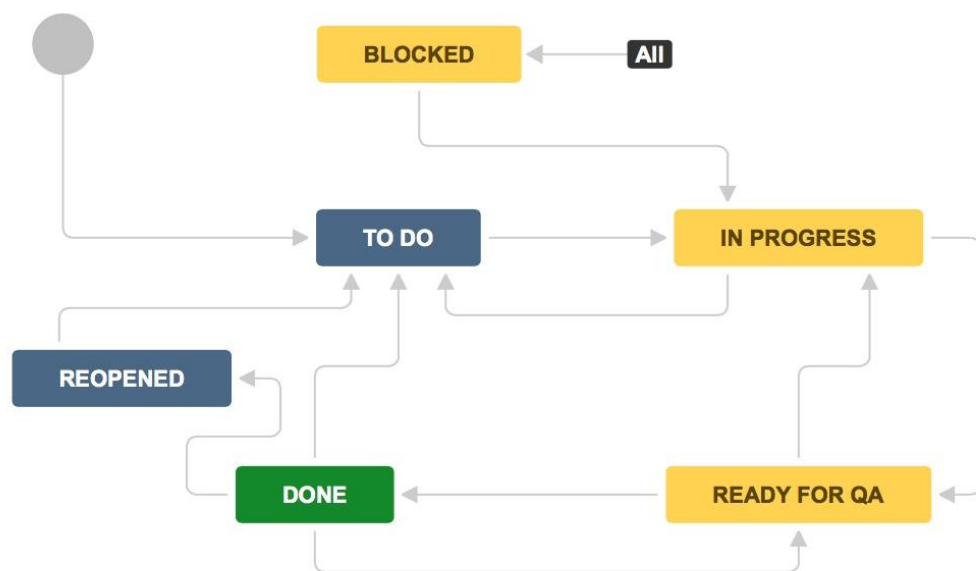 BLOCKED
All
TO DO
IN PROGRESS
REOPENED
DONE
READY FOR QA